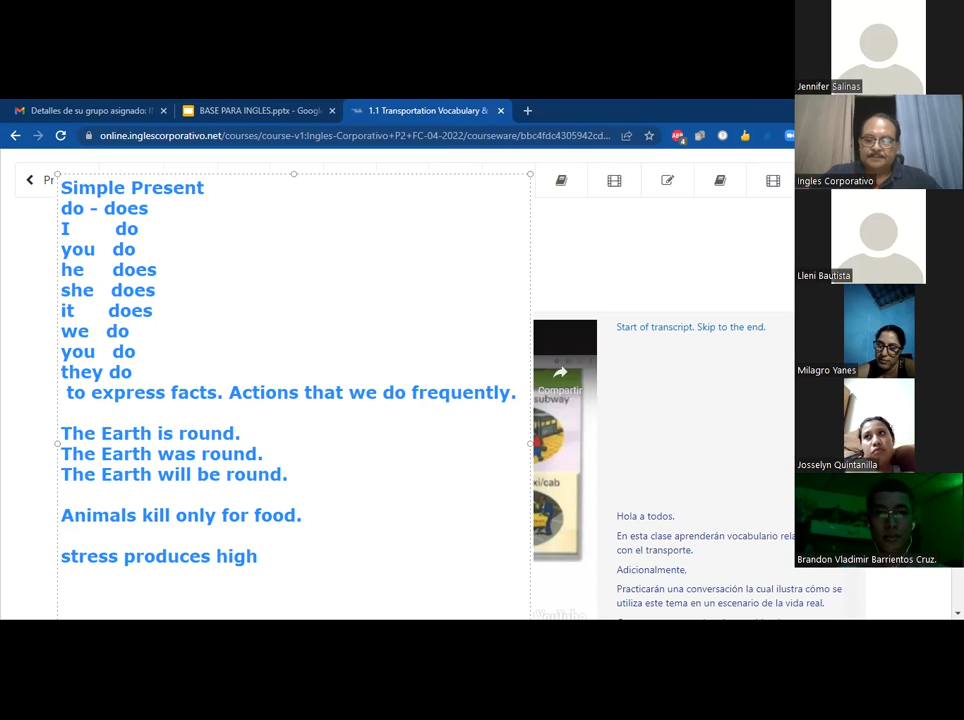 Detalles de su grupo asignado: I
BASE PARA INGLES.pptx - Google
1.1 Transportation Vocabulary &
online.inglescorporativo.net/courses/course-v1:Ingles-Corporativo+P2+FC-04-2022/courseware/bbc4fdc4305942cd...
4
Pr
Simple Present
do - does
I do
you do
he does
she does
it does
we do
you do
they do
to express facts. Actions that we do frequently.
The Earth is round.
The Earth was round.
The Earth will be round.
Animals kill only for food.
stress produces high
Compartir
subway
xi/cab
YouTube
Start of transcript. Skip to the end.
Hola a todos.
En esta clase aprenderán vocabulario rela
con el transporte.
Adicionalmente,
Practicarán una conversación la cual ilustra cómo se
utiliza este tema en un escenario de la vida real.
Jennifer Salinas
Ingles Corporativo
Lleni Bautista
Milagro Yanes
Josselyn Quintanilla
Brandon Vladimir Barrientos Cruz.